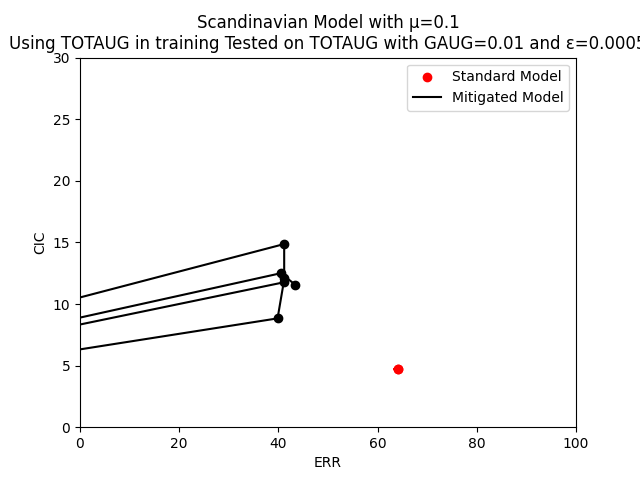 Scandinavian Model with μ=0.1
Using TOTAUG in training Tested on TOTAUG with GAUG=0.01 and ε=0.0005
Standard Model
Mitigated Model
30
25
20
15
10
5
0
CIC
0 20 40 60 80 100
ERR